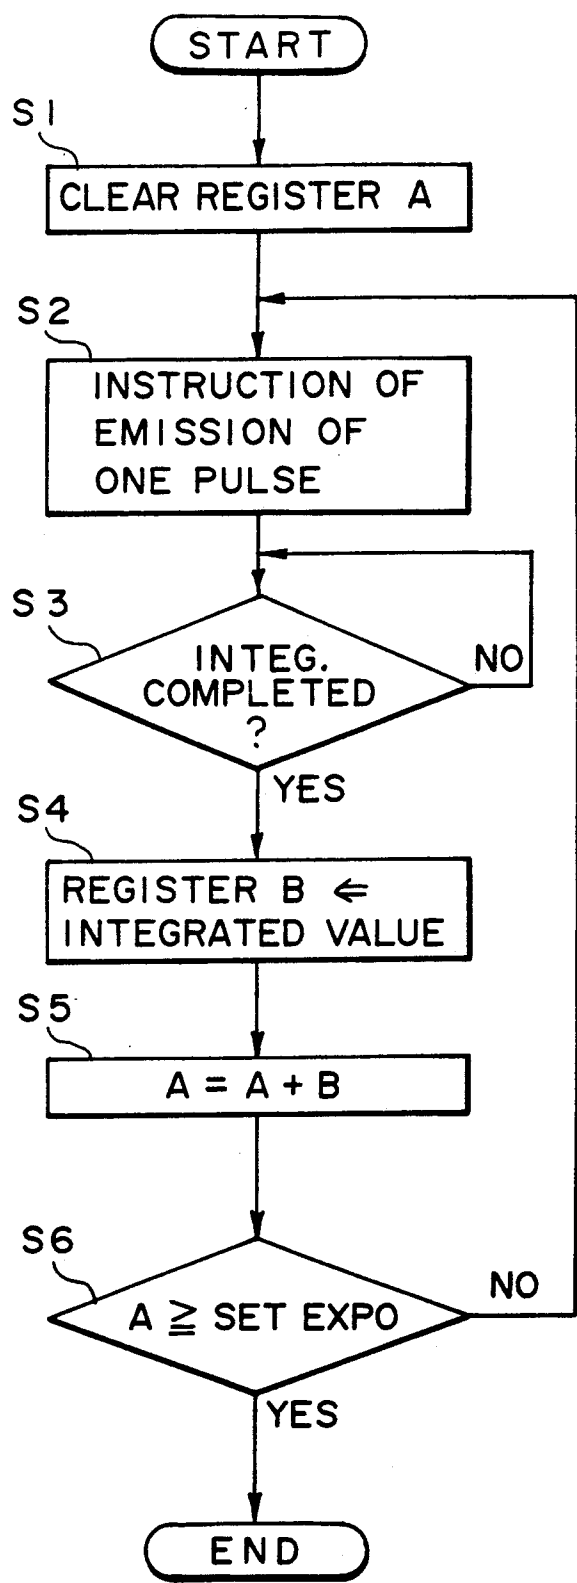 START
S1
CLEAR REGISTER A
S2
INSTRUCTION OF
EMISSION OF
ONE PULSE
S3
INTEG.
COMPLETED
?
NO
YES
S4
REGISTER B ⇐
INTEGRATED VALUE
S5
A = A + B
S6
A ≧ SET EXPO
NO
YES
END